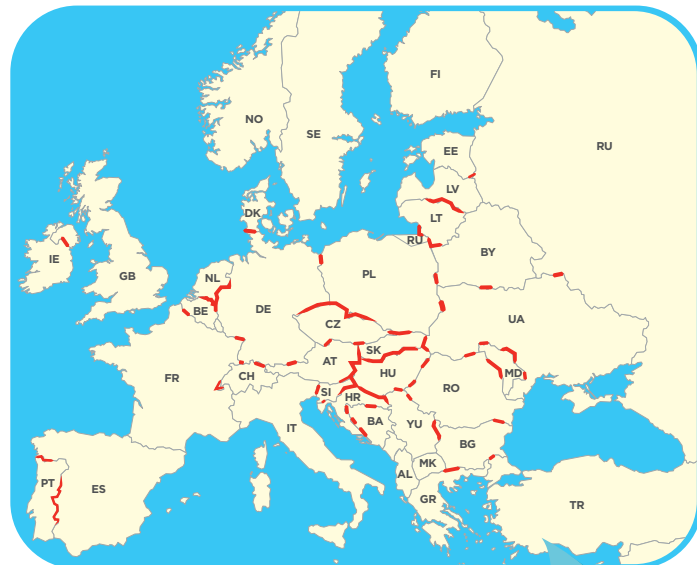 FI
NO
SE
RU
EE
LV
LT
DK
RU
IE
GB
NL
BE
DE
PL
BY
CZ
UA
FR
CH
AT
SK
HU
MD
SI
HR
RO
IT
BA
YU
BG
PT
ES
AL
MK
GR
TR